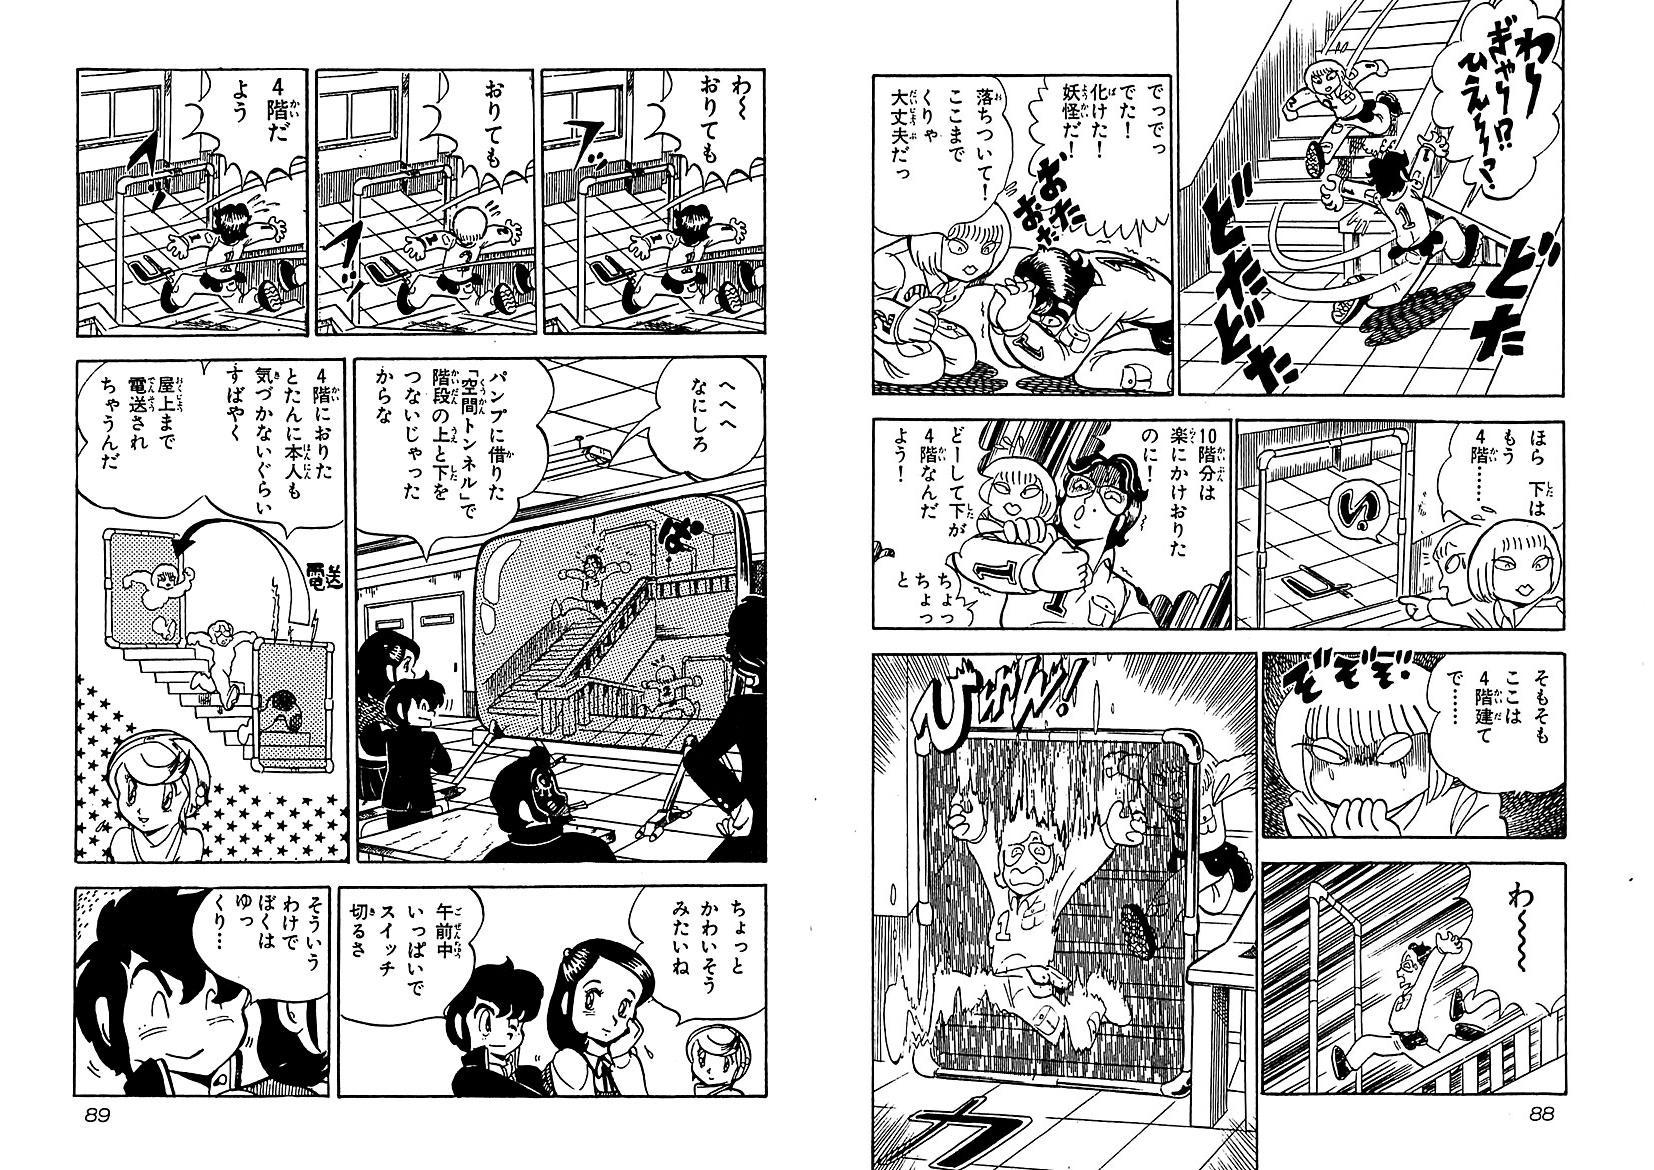 わ〜
ぎゃ〜!?
ひえ〜〜っ!
どた
どどたどどた
でっでっ
でた!
化けた!
妖怪だ!
おたおたおた
落ちついて!
ここまで
くりゃ
大丈夫だっ
ほら 下は
もう
4階……
い
4
10階分は
楽にかけおりた
のに!
どーして下が
4階なんだ
よう!
ちょっ
ちょっ
と
そもそも
ここは
4階建て
で……
ぞぞぞ!
わ〜〜〜
びゅん!
88
わ〜
おりても
おりても
4階だ
よう
へへへ
なにしろ
パンプに借りた
「空間トンネル」で
階段の上と下を
つないじゃった
からな
4階におりた
とたんに本人も
気づかないぐらい
すばやく
屋上まで
電送され
ちゃうんだ
電送
ちょっと
かわいそう
みたいね
午前中
いっぱいで
スイッチ
切るさ
そういう
わけで
ぼくは
ゆっ
くり…
89